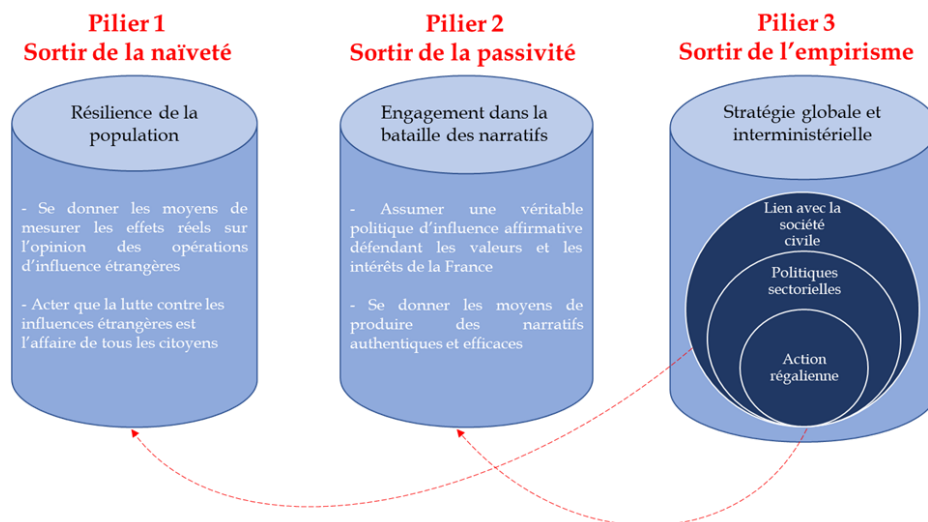 Pilier 1
Sortir de la naïveté
Résilience de la
population
- Se donner les moyens de
mesurer les effets réels sur
l'opinion des opérations
d'influence étrangères
- Acter que la lutte contre les
influences étrangères est
l'affaire de tous les citoyens
Pilier 2
Sortir de la passivité
Engagement dans la
bataille des narratifs
- Assumer une véritable
politique d'influence affirmative
défendant les valeurs et les
intérêts de la France
- Se donner les moyens de
produire des narratifs
authentiques et efficaces
Pilier 3
Sortir de l'empirisme
Stratégie globale et
interministérielle
Lien avec la
société
civile
Politiques
sectorielles
Action
régalienne